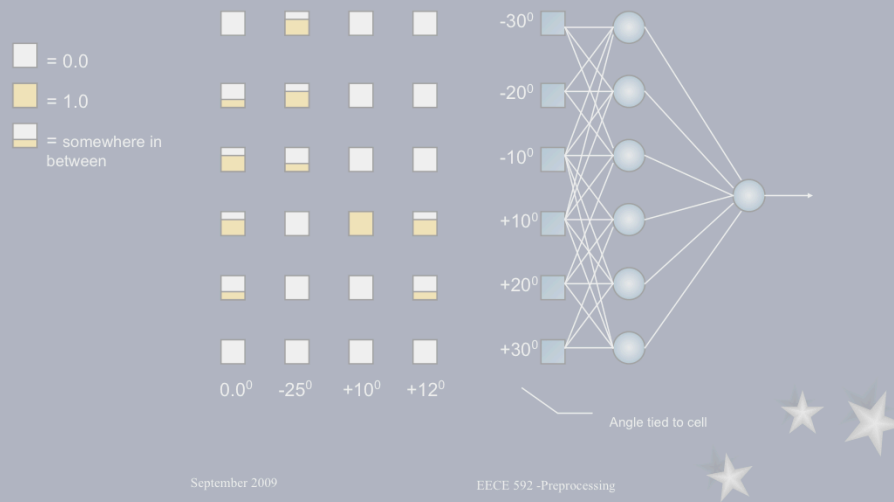 = 0.0
= 1.0
= somewhere in
between
-30⁰
-20⁰
-10⁰
+10⁰
+20⁰
+30⁰
0.0⁰ -25⁰ +10⁰ +12⁰
Angle tied to cell
September 2009
EECE 592 -Preprocessing